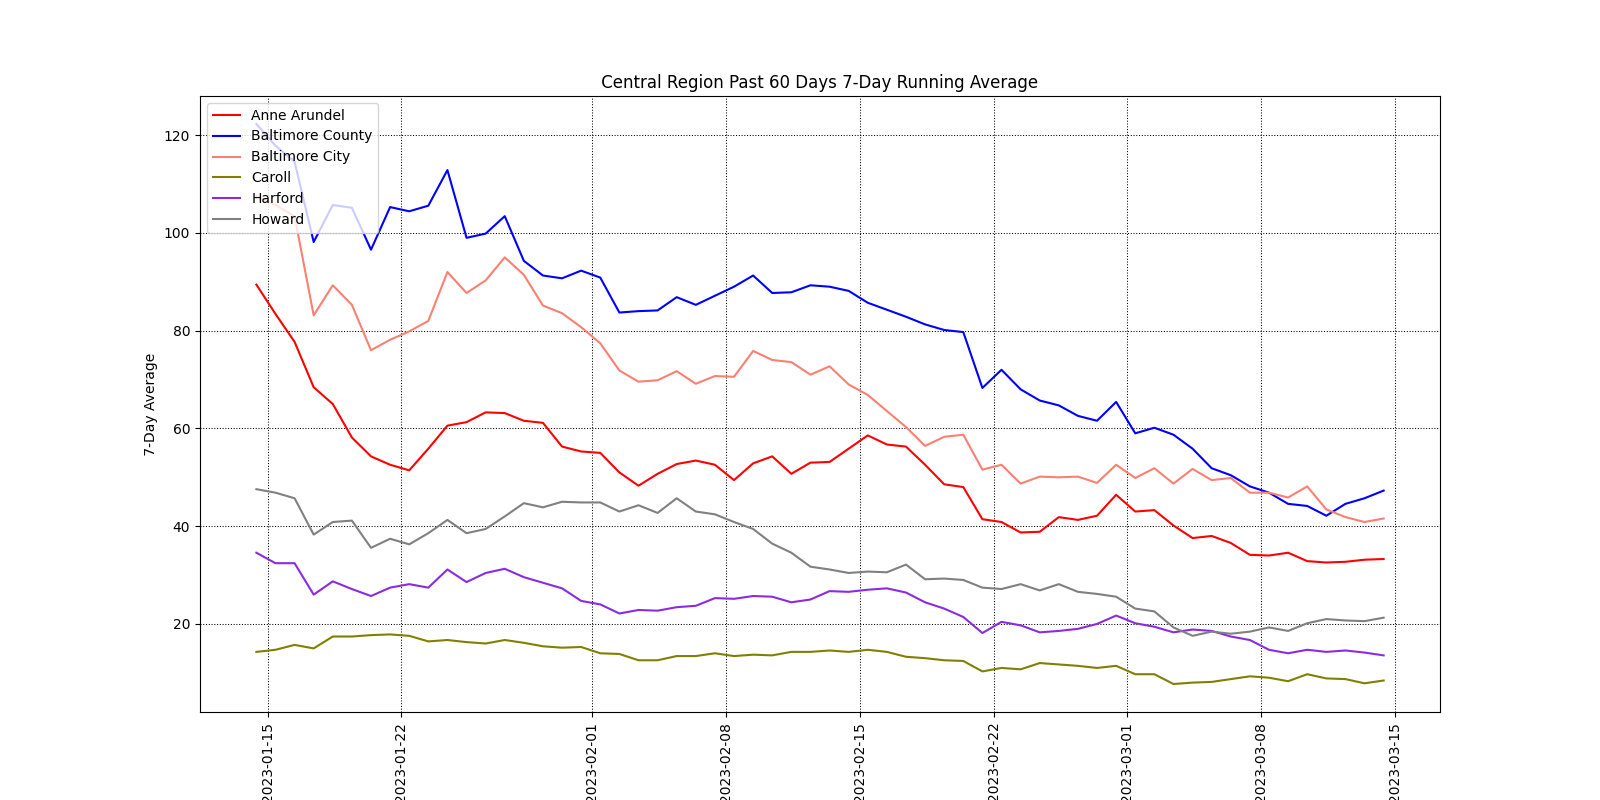 Central Region Past 60 Days 7-Day Running Average
Anne Arundel
Baltimore County
Baltimore City
Caroll
Harford
Howard
120
100
80
60
40
20
7-Day Average
2023-01-15
2023-01-22
2023-02-01
2023-02-08
2023-02-15
2023-02-22
2023-03-01
2023-03-08
2023-03-15